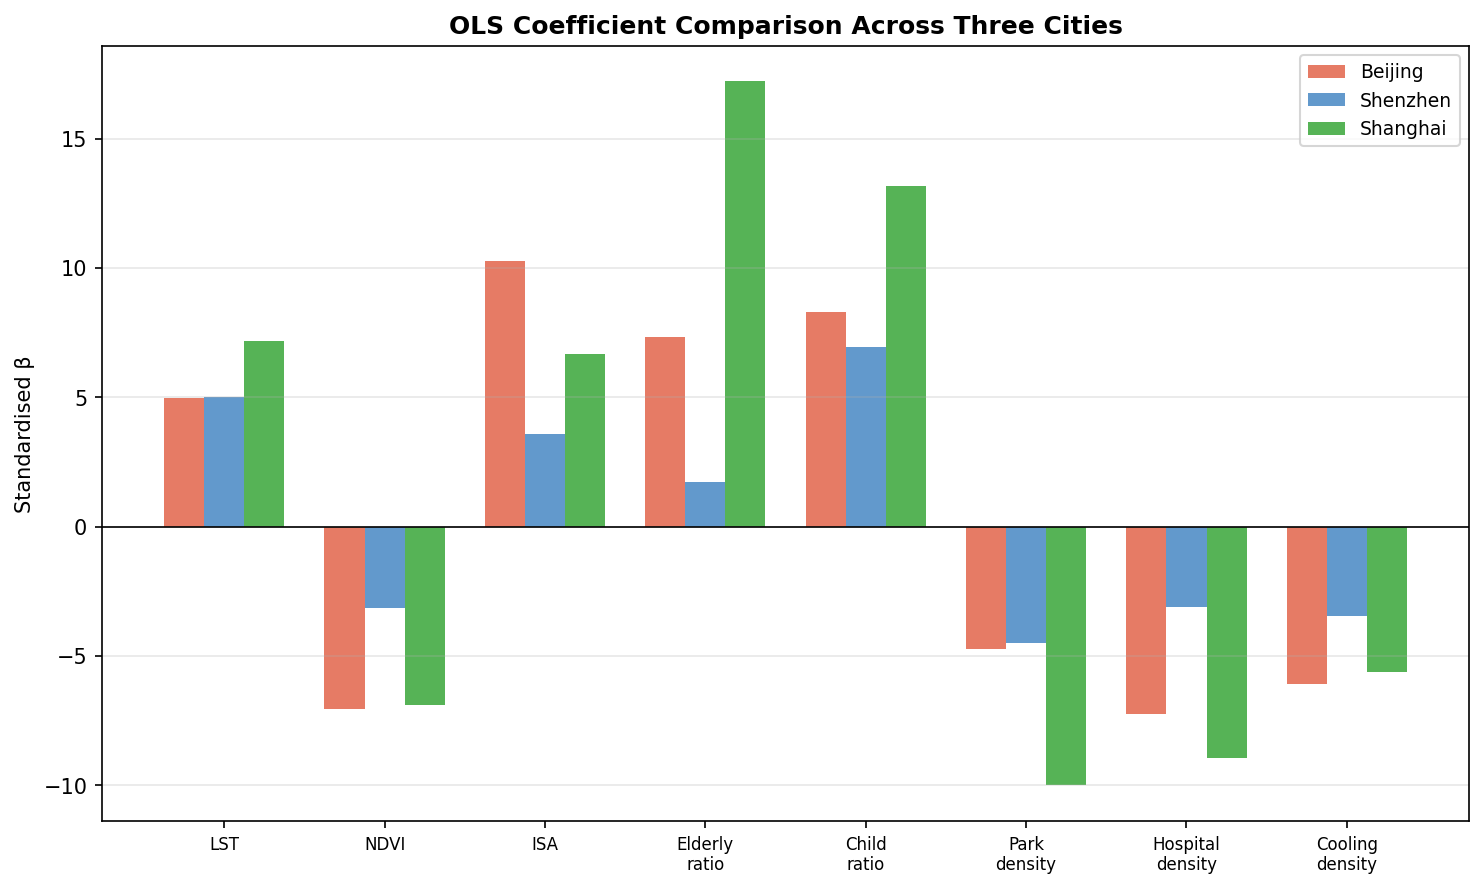 OLS Coefficient Comparison Across Three Cities
Beijing
Shenzhen
Shanghai
Standardised β
15
10
5
0
−5
−10
LST
NDVI
ISA
Elderly
ratio
Child
ratio
Park
density
Hospital
density
Cooling
density